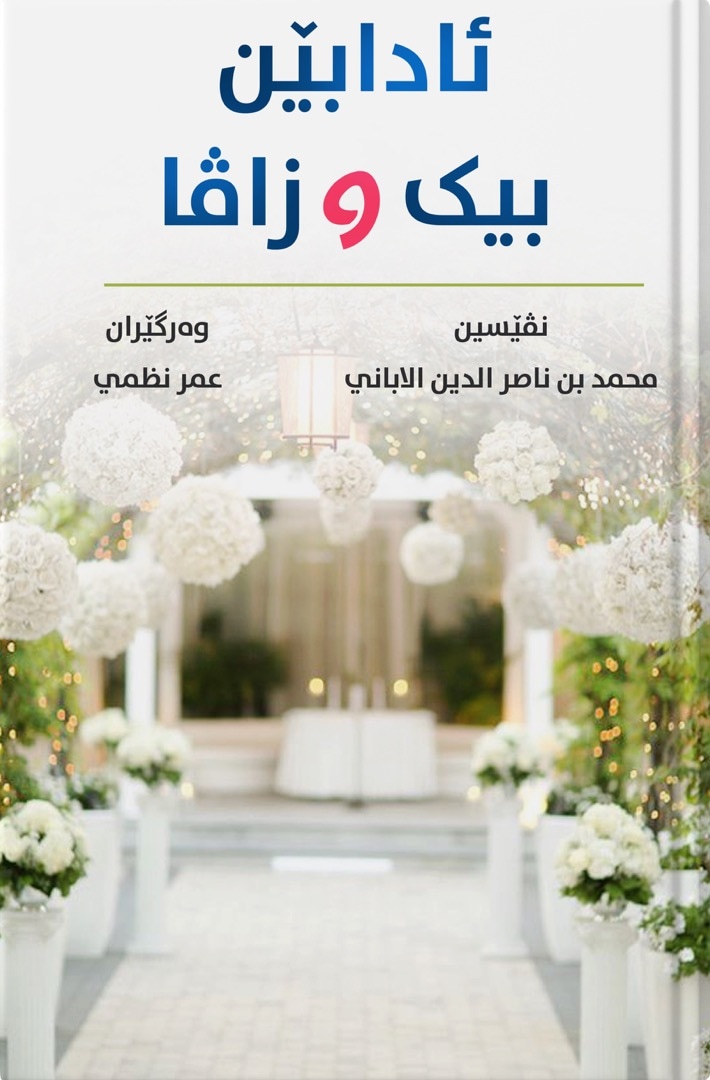 ئادابێن
بیک و زاڤا
نڤێسین
محمد بن ناصر الدين الاباني
وەرگێران
عمر نظمي